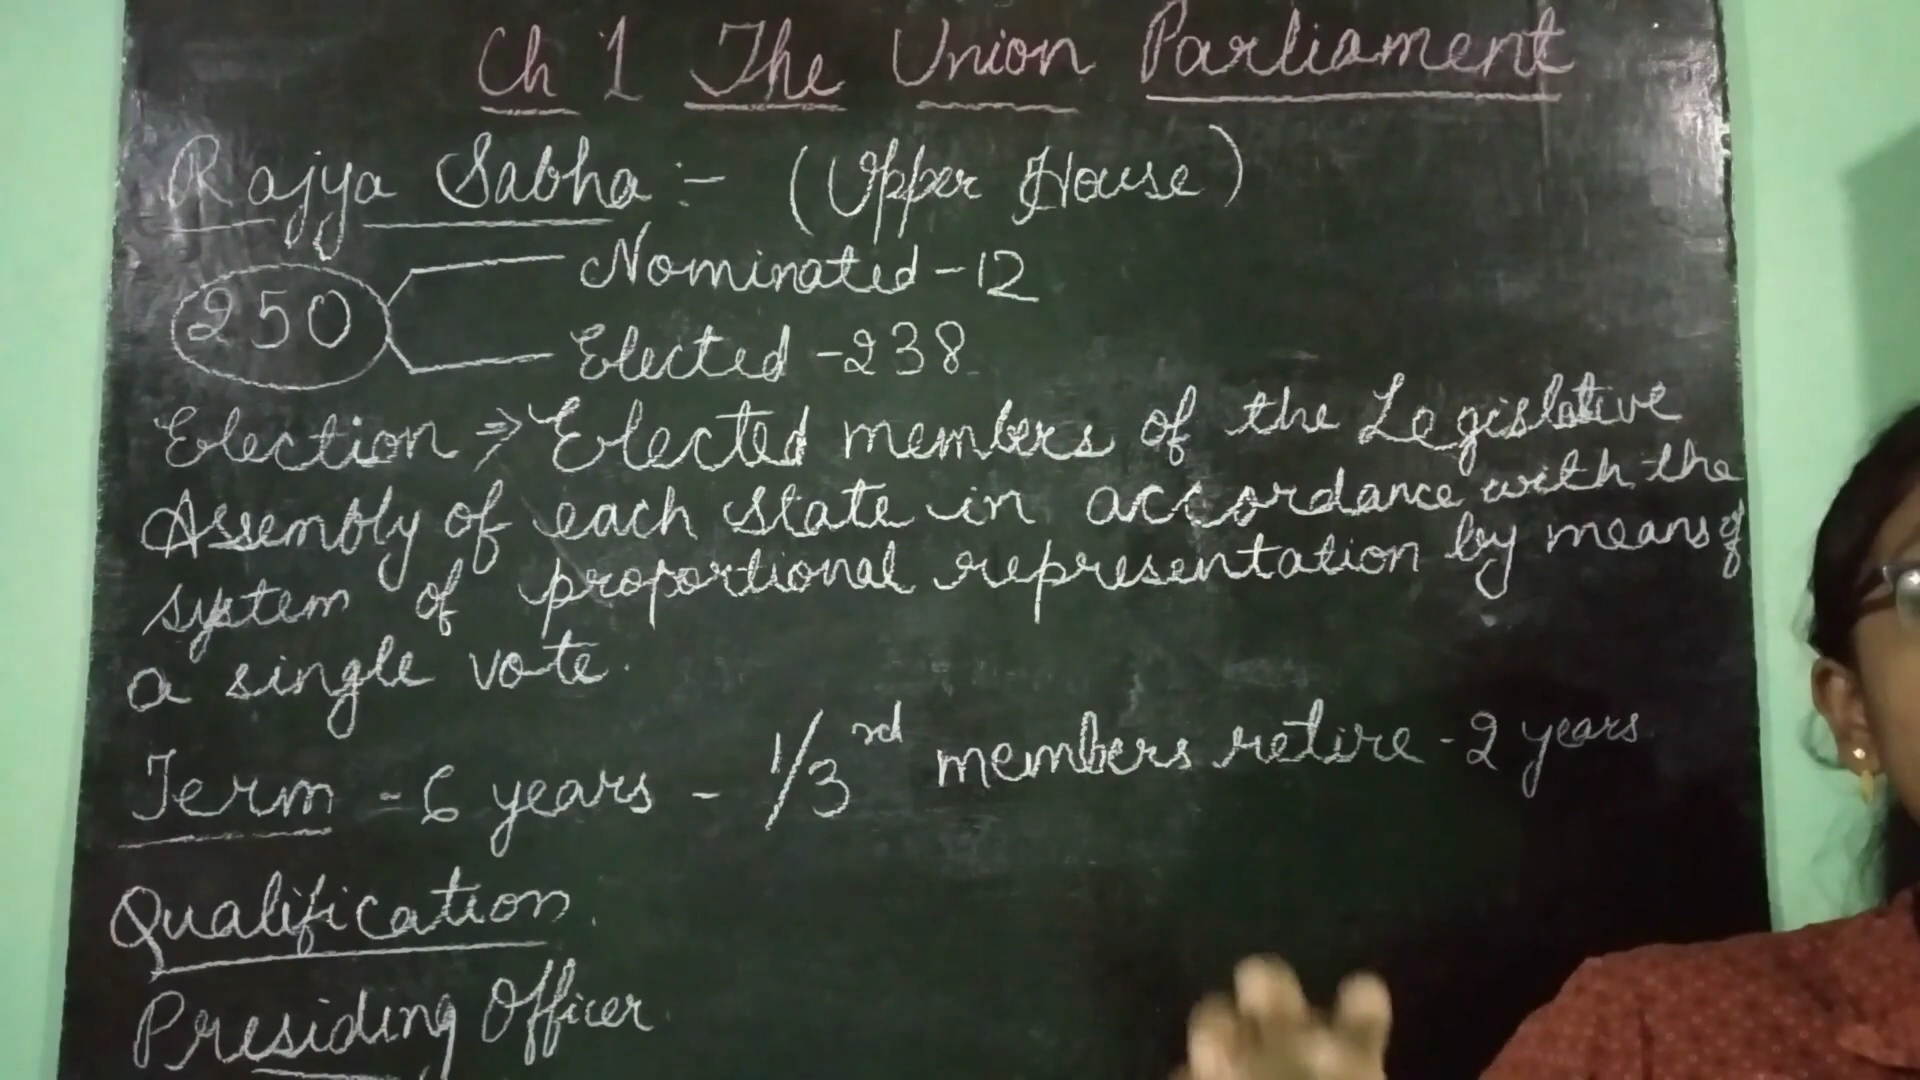 Ch 1 The Union Parliament
Rajya Sabha :- (Upper House)
250
Nominated - 12
Elected - 238
Election => Elected members of the Legislative
Assembly of each state in accordance with the
system of proportional representation by means of
a single vote.
Term - 6 years - 1/3rd members retire - 2 years
Qualification
Presiding Officer